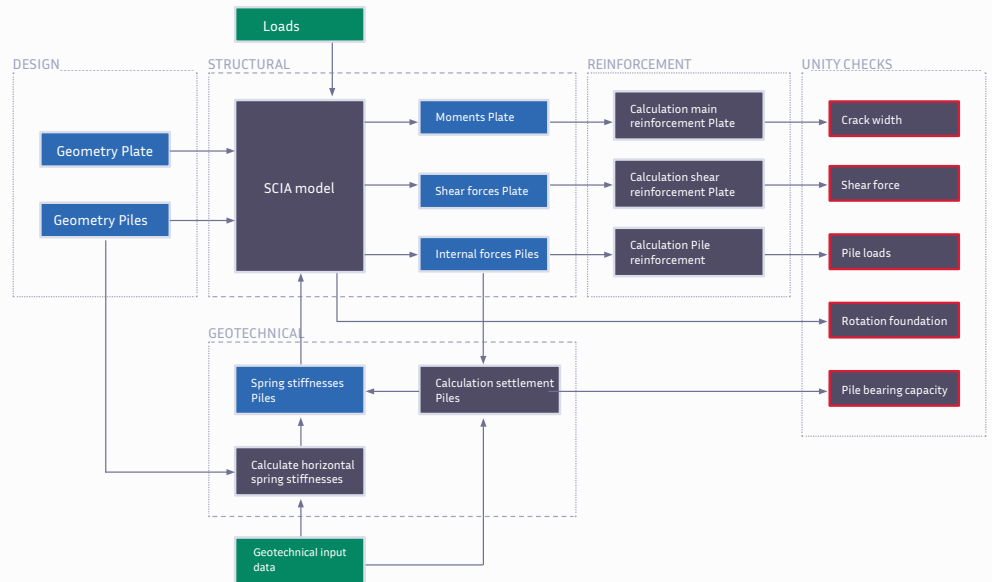 Loads
DESIGN
STRUCTURAL
REINFORCEMENT
UNITY CHECKS
Geometry Plate
Geometry Piles
SCIA model
Moments Plate
Shear forces Plate
Internal forces Piles
Calculation main
reinforcement Plate
Calculation shear
reinforcement Plate
Calculation Pile
reinforcement
Crack width
Shear force
Pile loads
Rotation foundation
Pile bearing capacity
GEOTECHNICAL
Spring stiffnesses
Piles
Calculation settlement
Piles
Calculate horizontal
spring stiffnesses
Geotechnical input
data